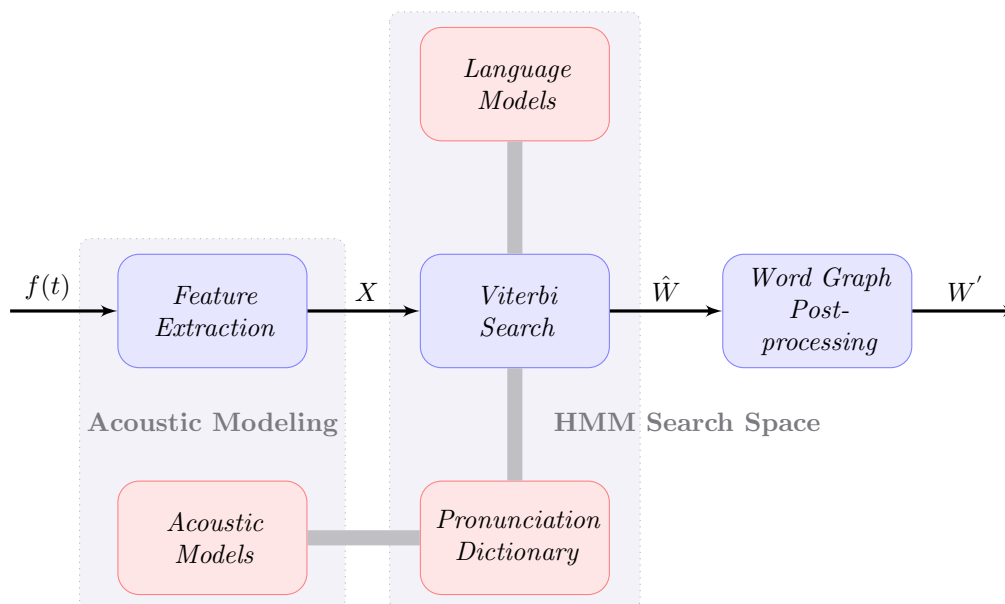 Language
Models
f(t)
Feature
Extraction
X
Viterbi
Search
Ŵ
Word Graph
Post-
processing
W′
Acoustic Modeling
HMM Search Space
Acoustic
Models
Pronunciation
Dictionary